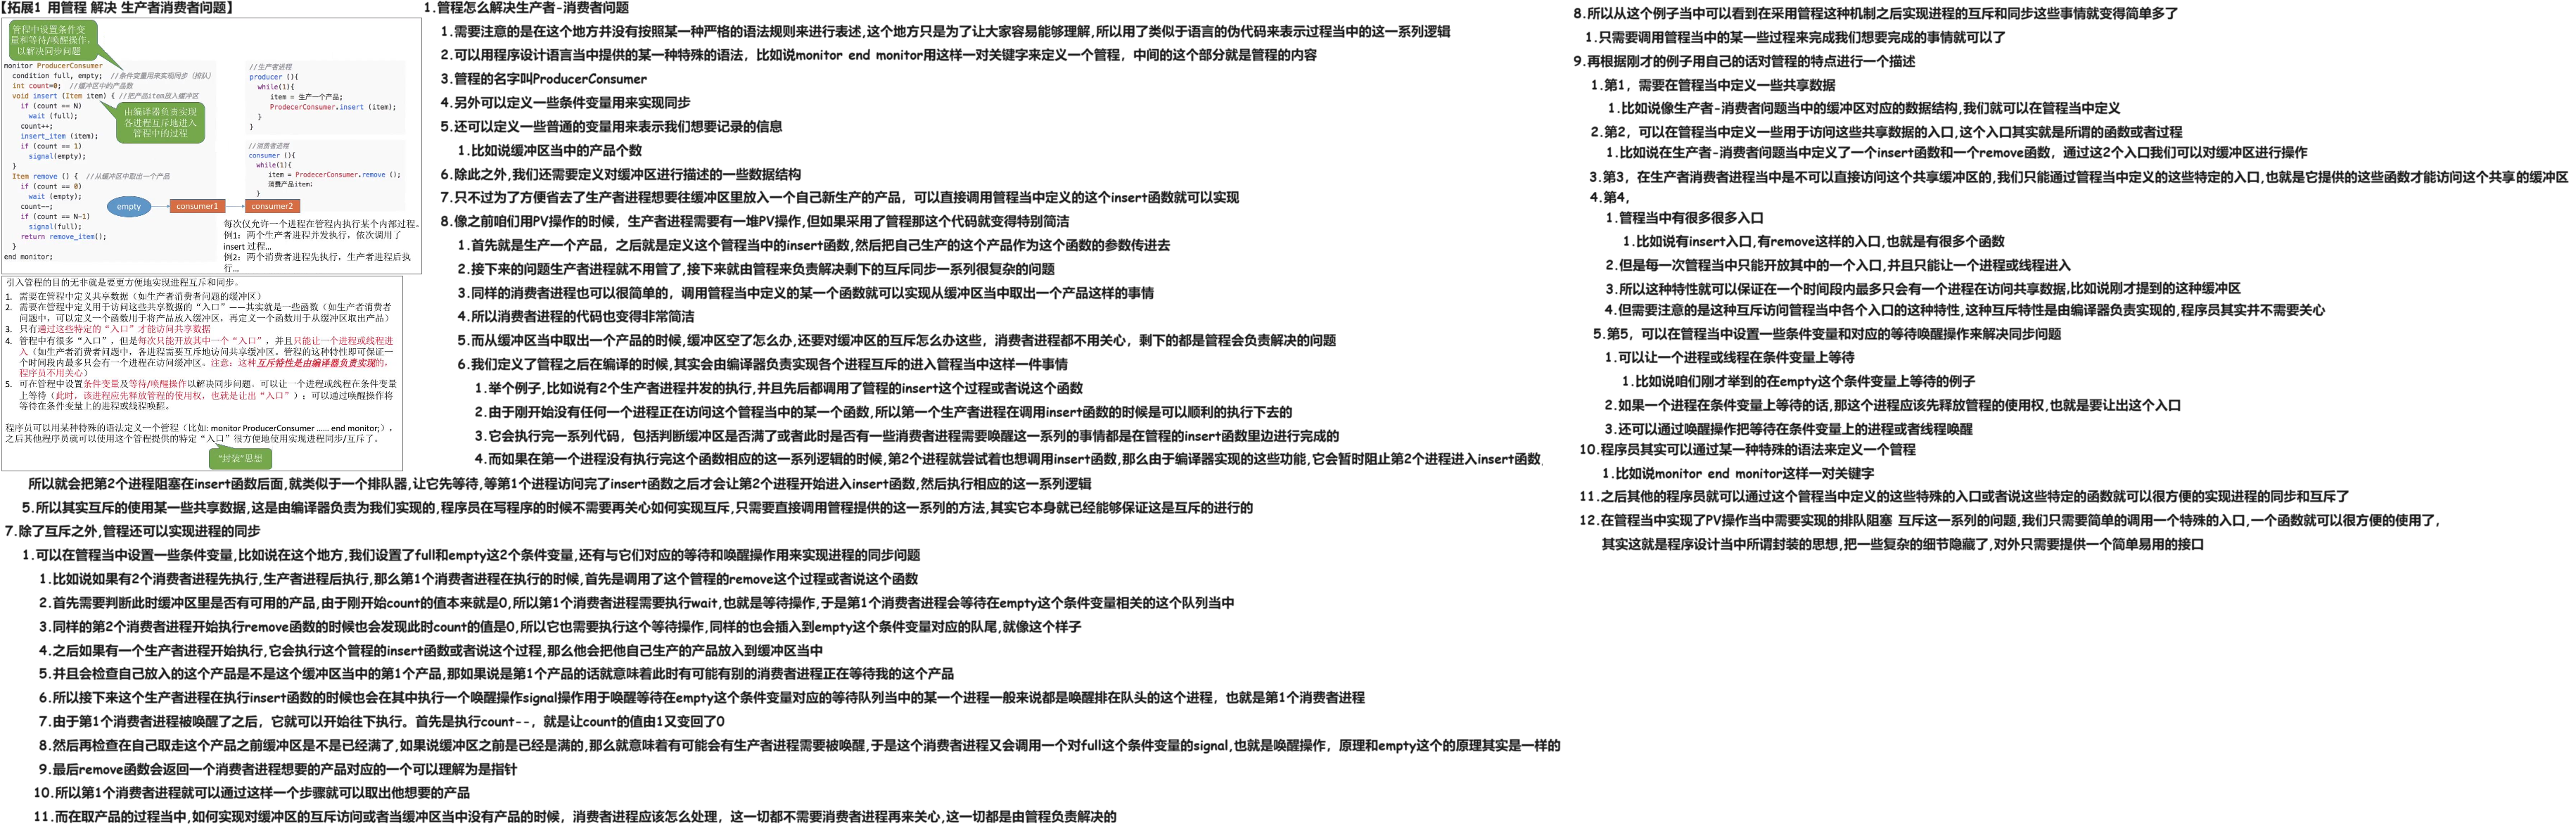 【拓展1 用管程 解决 生产者消费者问题】
管程中设置条件变
量和等待/唤醒操作，
以解决同步问题
monitor ProducerConsumer
condition full, empty; //条件变量用来实现同步（排队）
int count=0; //缓冲区中的产品数
void insert (Item item) { //把产品item放入缓冲区
if (count == N)
wait (full);
count++;
insert_item (item);
if (count == 1)
signal(empty);
}
Item remove () { //从缓冲区中取出一个产品
if (count == 0)
wait (empty);
count--;
if (count == N-1)
signal(full);
return remove_item();
}
end monitor;
由编译器负责实现
各进程互斥地进入
管程中的过程
//生产者进程
producer (){
while(1){
item = 生产一个产品;
ProdecerConsumer.insert (item);
}
}
//消费者进程
consumer (){
while(1){
item = ProdecerConsumer.remove ();
消费产品item;
}
empty
consumer1
consumer2
每次仅允许一个进程在管程内执行某个内部过程。
例1：两个生产者进程并发执行，依次调用了
insert 过程…
例2：两个消费者进程先执行，生产者进程后执
行…
引入管程的目的无非就是要更方便地实现进程互斥和同步。
1. 需要在管程中定义共享数据（如生产者消费者问题的缓冲区）
2. 需要在管程中定义用于访问这些共享数据的“入口”——其实就是一些函数（如生产者消费者
问题中，可以定义一个函数用于将产品放入缓冲区，再定义一个函数用于从缓冲区取出产品）
3. 只有通过这些特定的“入口”才能访问共享数据
4. 管程中有很多“入口”，但是每次只能开放其中一个“入口”，并且只能让一个进程或线程进
入（如生产者消费者问题中，各进程需要互斥地访问共享缓冲区。管程的这种特性即可保证一
个时间段内最多只会有一个进程在访问缓冲区。注意：这种互斥特性是由编译器负责实现的，
程序员不用关心）
5. 可在管程中设置条件变量及等待/唤醒操作以解决同步问题。可以让一个进程或线程在条件变量
上等待（此时，该进程应先释放管程的使用权，也就是让出“入口”）；可以通过唤醒操作将
等待在条件变量上的进程或线程唤醒。
程序员可以用某种特殊的语法定义一个管程（比如: monitor ProducerConsumer …… end monitor;），
之后其他程序员就可以使用这个管程提供的特定“入口”很方便地使用实现进程同步/互斥了。
“封装”思想
1.管程怎么解决生产者-消费者问题
1.需要注意的是在这个地方并没有按照某一种严格的语法规则来进行表述,这个地方只是为了让大家容易能够理解,所以用了类似于语言的伪代码来表示过程当中的这一系列逻辑
2.可以用程序设计语言当中提供的某一种特殊的语法，比如说monitor end monitor用这样一对关键字来定义一个管程，中间的这个部分就是管程的内容
3.管程的名字叫ProducerConsumer
4.另外可以定义一些条件变量用来实现同步
5.还可以定义一些普通的变量用来表示我们想要记录的信息
1.比如说缓冲区当中的产品个数
6.除此之外,我们还需要定义对缓冲区进行描述的一些数据结构
7.只不过为了方便省去了生产者进程想要往缓冲区里放入一个自己新生产的产品，可以直接调用管程当中定义的这个insert函数就可以实现
8.像之前咱们用PV操作的时候，生产者进程需要有一堆PV操作,但如果采用了管程那这个代码就变得特别简洁
1.首先就是生产一个产品，之后就是定义这个管程当中的insert函数,然后把自己生产的这个产品作为这个函数的参数传进去
2.接下来的问题生产者进程就不用管了,接下来就由管程来负责解决剩下的互斥同步一系列很复杂的问题
3.同样的消费者进程也可以很简单的，调用管程当中定义的某一个函数就可以实现从缓冲区当中取出一个产品这样的事情
4.所以消费者进程的代码也变得非常简洁
5.而从缓冲区当中取出一个产品的时候,缓冲区空了怎么办,还要对缓冲区的互斥怎么办这些，消费者进程都不用关心，剩下的都是管程会负责解决的问题
6.我们定义了管程之后在编译的时候,其实会由编译器负责实现各个进程互斥的进入管程当中这样一件事情
1.举个例子,比如说有2个生产者进程并发的执行,并且先后都调用了管程的insert这个过程或者说这个函数
2.由于刚开始没有任何一个进程正在访问这个管程当中的某一个函数,所以第一个生产者进程在调用insert函数的时候是可以顺利的执行下去的
3.它会执行完一系列代码，包括判断缓冲区是否满了或者此时是否有一些消费者进程需要唤醒这一系列的事情都是在管程的insert函数里边进行完成的
4.而如果在第一个进程没有执行完这个函数相应的这一系列逻辑的时候,第2个进程就尝试着也想调用insert函数,那么由于编译器实现的这些功能,它会暂时阻止第2个进程进入insert函数,
所以就会把第2个进程阻塞在insert函数后面,就类似于一个排队器,让它先等待,等第1个进程访问完了insert函数之后才会让第2个进程开始进入insert函数,然后执行相应的这一系列逻辑
5.所以其实互斥的使用某一些共享数据,这是由编译器负责为我们实现的,程序员在写程序的时候不需要再关心如何实现互斥,只需要直接调用管程提供的这一系列的方法,其实它本身就已经能够保证这是互斥的进行的
7.除了互斥之外,管程还可以实现进程的同步
1.可以在管程当中设置一些条件变量,比如说在这个地方,我们设置了full和empty这2个条件变量,还有与它们对应的等待和唤醒操作用来实现进程的同步问题
1.比如说如果有2个消费者进程先执行,生产者进程后执行,那么第1个消费者进程在执行的时候,首先是调用了这个管程的remove这个过程或者说这个函数
2.首先需要判断此时缓冲区里是否有可用的产品,由于刚开始count的值本来就是0,所以第1个消费者进程需要执行wait,也就是等待操作,于是第1个消费者进程会等待在empty这个条件变量相关的这个队列当中
3.同样的第2个消费者进程开始执行remove函数的时候也会发现此时count的值是0,所以它也需要执行这个等待操作,同样的也会插入到empty这个条件变量对应的队尾,就像这个样子
4.之后如果有一个生产者进程开始执行,它会执行这个管程的insert函数或者说这个过程,那么他会把他自己生产的产品放入到缓冲区当中
5.并且会检查自己放入的这个产品是不是这个缓冲区当中的第1个产品,那如果说是第1个产品的话就意味着此时有可能有别的消费者进程正在等待我的这个产品
6.所以接下来这个生产者进程在执行insert函数的时候也会在其中执行一个唤醒操作signal操作用于唤醒等待在empty这个条件变量对应的等待队列当中的某一个进程一般来说都是唤醒排在队头的这个进程，也就是第1个消费者进程
7.由于第1个消费者进程被唤醒了之后，它就可以开始往下执行。首先是执行count--，就是让count的值由1又变回了0
8.然后再检查在自己取走这个产品之前缓冲区是不是已经满了,如果说缓冲区之前是已经是满的,那么就意味着有可能会有生产者进程需要被唤醒,于是这个消费者进程又会调用一个对full这个条件变量的signal,也就是唤醒操作，原理和empty这个的原理其实是一样的
9.最后remove函数会返回一个消费者进程想要的产品对应的一个可以理解为是指针
10.所以第1个消费者进程就可以通过这样一个步骤就可以取出他想要的产品
11.而在取产品的过程当中,如何实现对缓冲区的互斥访问或者当缓冲区当中没有产品的时候，消费者进程应该怎么处理，这一切都不需要消费者进程再来关心,这一切都是由管程负责解决的
8.所以从这个例子当中可以看到在采用管程这种机制之后实现进程的互斥和同步这些事情就变得简单多了
1.只需要调用管程当中的某一些过程来完成我们想要完成的事情就可以了
9.再根据刚才的例子用自己的话对管程的特点进行一个描述
1.第1，需要在管程当中定义一些共享数据
1.比如说像生产者-消费者问题当中的缓冲区对应的数据结构,我们就可以在管程当中定义
2.第2，可以在管程当中定义一些用于访问这些共享数据的入口,这个入口其实就是所谓的函数或者过程
1.比如说在生产者-消费者问题当中定义了一个insert函数和一个remove函数，通过这2个入口我们可以对缓冲区进行操作
3.第3，在生产者消费者进程当中是不可以直接访问这个共享缓冲区的,我们只能通过管程当中定义的这些特定的入口,也就是它提供的这些函数才能访问这个共享的缓冲区
4.第4,
1.管程当中有很多很多入口
1.比如说有insert入口,有remove这样的入口,也就是有很多个函数
2.但是每一次管程当中只能开放其中的一个入口,并且只能让一个进程或线程进入
3.所以这种特性就可以保证在一个时间段内最多只会有一个进程在访问共享数据,比如说刚才提到的这种缓冲区
4.但需要注意的是这种互斥访问管程当中各个入口的这种特性,这种互斥特性是由编译器负责实现的,程序员其实并不需要关心
5.第5，可以在管程当中设置一些条件变量和对应的等待唤醒操作来解决同步问题
1.可以让一个进程或线程在条件变量上等待
1.比如说咱们刚才举到的在empty这个条件变量上等待的例子
2.如果一个进程在条件变量上等待的话,那这个进程应该先释放管程的使用权,也就是要让出这个入口
3.还可以通过唤醒操作把等待在条件变量上的进程或者线程唤醒
10.程序员其实可以通过某一种特殊的语法来定义一个管程
1.比如说monitor end monitor这样一对关键字
11.之后其他的程序员就可以通过这个管程当中定义的这些特殊的入口或者说这些特定的函数就可以很方便的实现进程的同步和互斥了
12.在管程当中实现了PV操作当中需要实现的排队阻塞 互斥这一系列的问题,我们只需要简单的调用一个特殊的入口,一个函数就可以很方便的使用了,
其实这就是程序设计当中所谓封装的思想,把一些复杂的细节隐藏了,对外只需要提供一个简单易用的接口